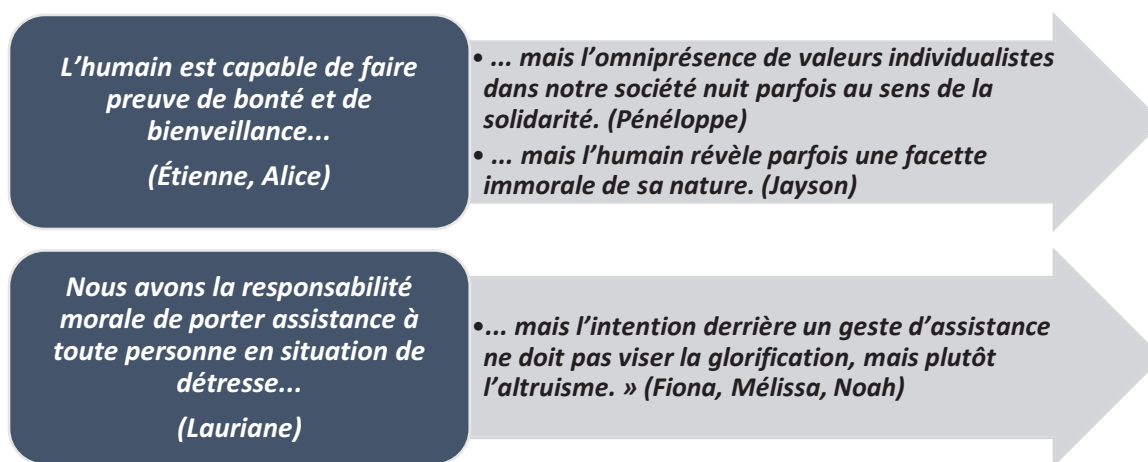 L’humain est capable de faire
preuve de bonté et de
bienveillance...
(Étienne, Alice)
• ... mais l’omniprésence de valeurs individualistes
dans notre société nuit parfois au sens de la
solidarité. (Pénéloppe)
• ... mais l’humain révèle parfois une facette
immorale de sa nature. (Jayson)
Nous avons la responsabilité
morale de porter assistance à
toute personne en situation de
détresse...
(Lauriane)
•... mais l’intention derrière un geste d’assistance
ne doit pas viser la glorification, mais plutôt
l’altruisme. » (Fiona, Mélissa, Noah)